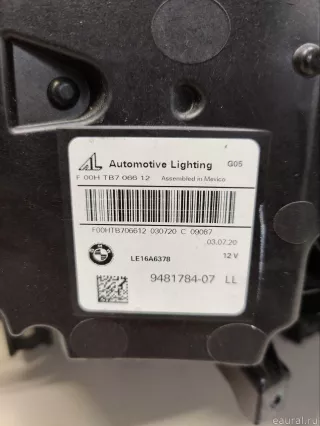 AL Automotive Lighting G05
F 00H TB7 066 12 Assembled in Mexico
F00HTB706612 030720 C 09087
03.07.20
BMW
LE16A6378 12 V
9481784-07 LL
eaural.ru